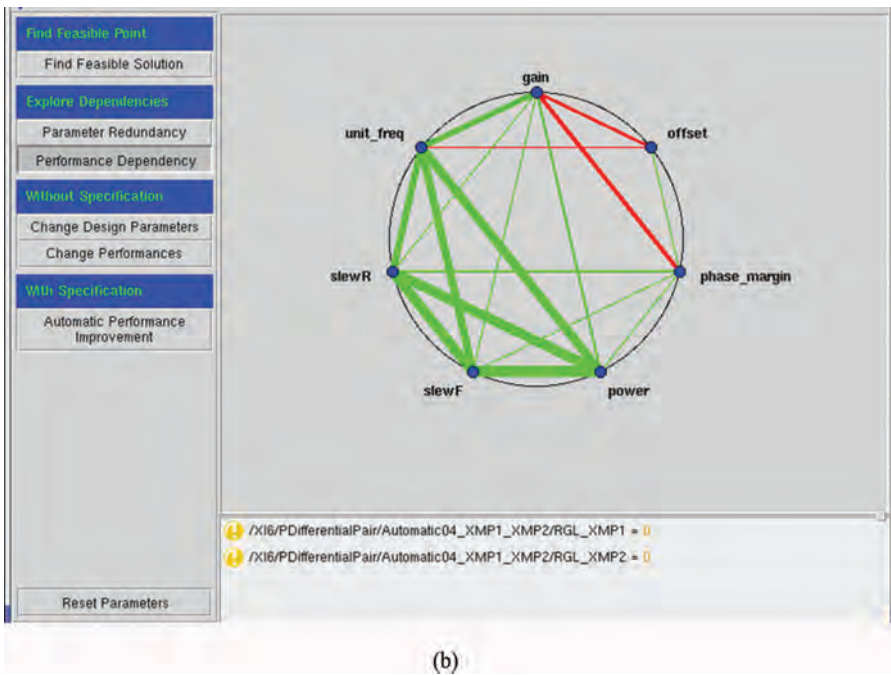 Find Feasible Point
Find Feasible Solution
Explore Dependencies
Parameter Redundancy
Performance Dependency
Without Specification
Change Design Parameters
Change Performances
With Specification
Automatic Performance
Improvement
Reset Parameters
gain
unit_freq
offset
slewR
phase_margin
slewF
power
/XI6/PDifferentialPair/Automatic04_XMP1_XMP2/RGL_XMP1 = 0
/XI6/PDifferentialPair/Automatic04_XMP1_XMP2/RGL_XMP2 = 0
(b)